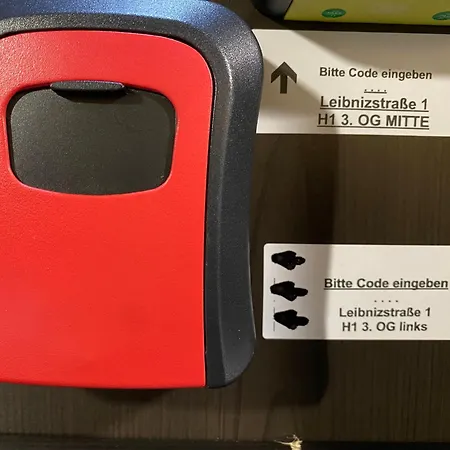 Bitte Code eingeben
. . . .
Leibnizstraße 1
H1 3. OG MITTE
Bitte Code eingeben
. . . .
Leibnizstraße 1
H1 3. OG links